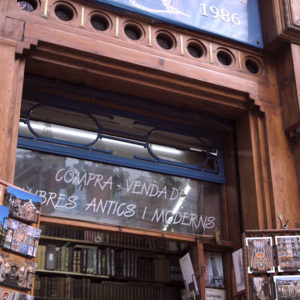 1986
COMPRA - VENDA DE
LLIBRES ANTICS I MODERNS